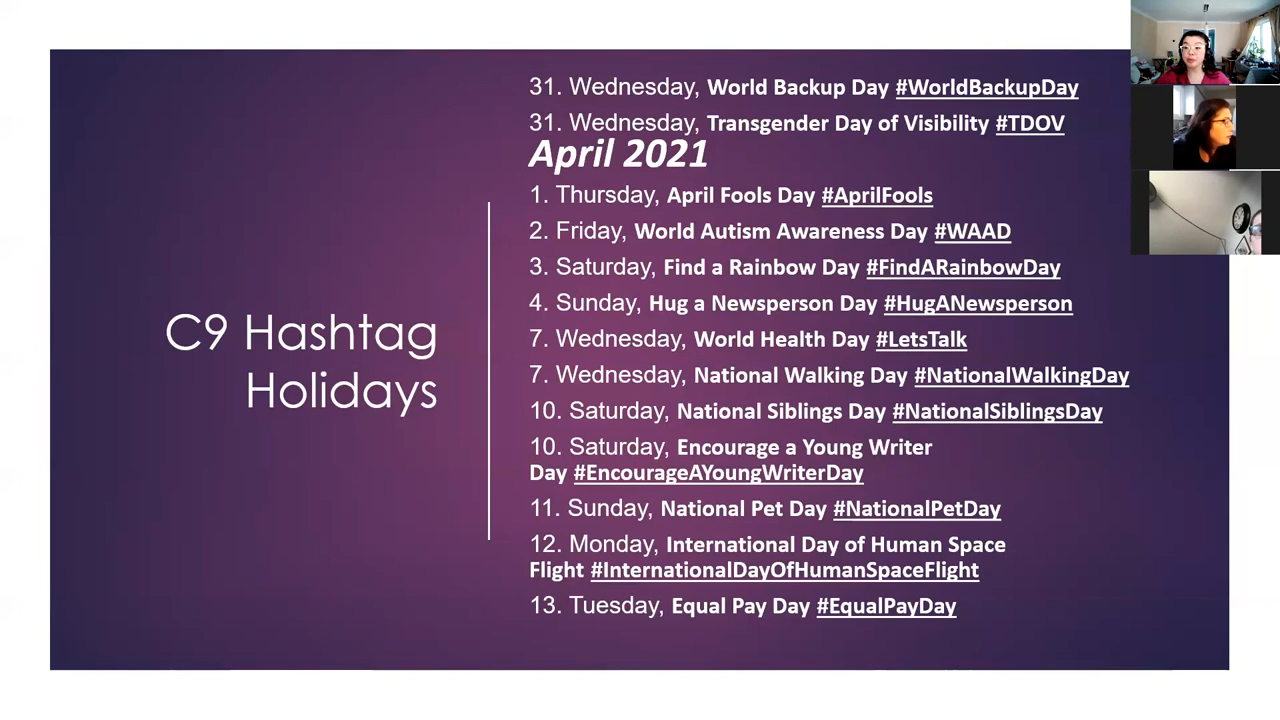 C9 Hashtag
Holidays
31. Wednesday, World Backup Day #WorldBackupDay
31. Wednesday, Transgender Day of Visibility #TDOV
April 2021
1. Thursday, April Fools Day #AprilFools
2. Friday, World Autism Awareness Day #WAAD
3. Saturday, Find a Rainbow Day #FindARainbowDay
4. Sunday, Hug a Newsperson Day #HugANewsperson
7. Wednesday, World Health Day #LetsTalk
7. Wednesday, National Walking Day #NationalWalkingDay
10. Saturday, National Siblings Day #NationalSiblingsDay
10. Saturday, Encourage a Young Writer
Day #EncourageAYoungWriterDay
11. Sunday, National Pet Day #NationalPetDay
12. Monday, International Day of Human Space
Flight #InternationalDayOfHumanSpaceFlight
13. Tuesday, Equal Pay Day #EqualPayDay